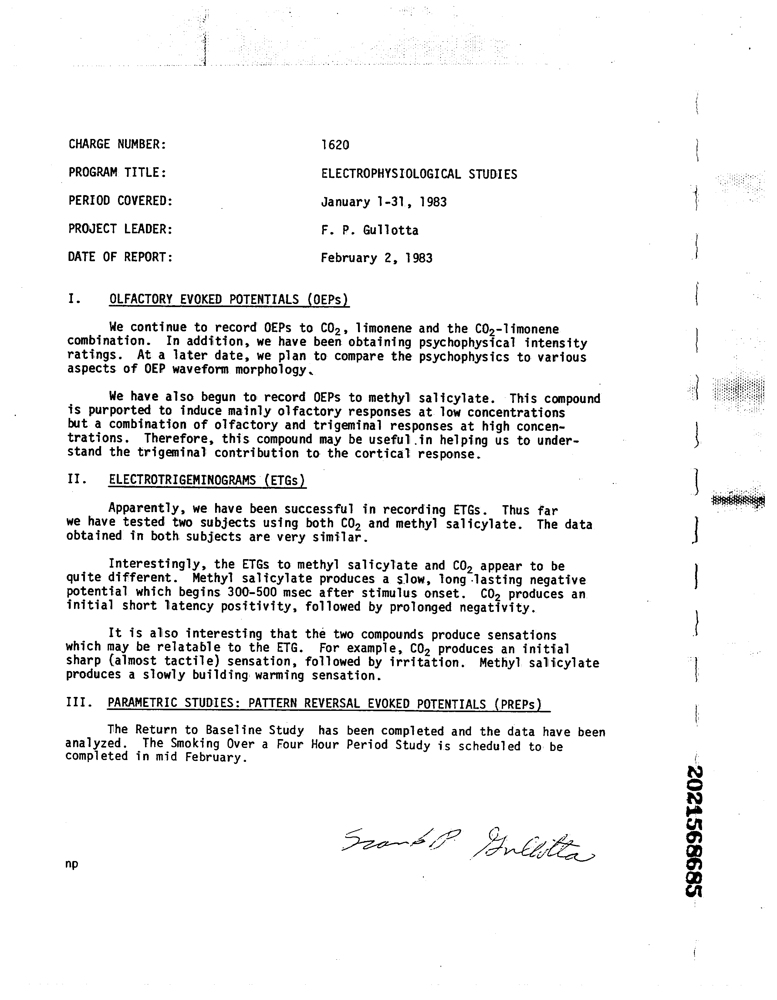 CHARGE NUMBER: 1620
PROGRAM TITLE: ELECTROPHYSIOLOGICAL STUDIES
PERIOD COVERED: January 1-31, 1983
PROJECT LEADER: F. P. Gullotta
DATE OF REPORT: February 2, 1983
I. OLFACTORY EVOKED POTENTIALS (OEPs)
We continue to record OEPs to CO₂, limonene and the CO₂-limonene
combination. In addition, we have been obtaining psychophysical intensity
ratings. At a later date, we plan to compare the psychophysics to various
aspects of OEP waveform morphology.
We have also begun to record OEPs to methyl salicylate. This compound
is purported to induce mainly olfactory responses at low concentrations
but a combination of olfactory and trigeminal responses at high concen-
trations. Therefore, this compound may be useful in helping us to under-
stand the trigeminal contribution to the cortical response.
II. ELECTROTRIGEMINOGRAMS (ETGs)
Apparently, we have been successful in recording ETGs. Thus far
we have tested two subjects using both CO₂ and methyl salicylate. The data
obtained in both subjects are very similar.
Interestingly, the ETGs to methyl salicylate and CO₂ appear to be
quite different. Methyl salicylate produces a slow, long lasting negative
potential which begins 300-500 msec after stimulus onset. CO₂ produces an
initial short latency positivity, followed by prolonged negativity.
It is also interesting that the two compounds produce sensations
which may be relatable to the ETG. For example, CO₂ produces an initial
sharp (almost tactile) sensation, followed by irritation. Methyl salicylate
produces a slowly building warming sensation.
III. PARAMETRIC STUDIES: PATTERN REVERSAL EVOKED POTENTIALS (PREPs)
The Return to Baseline Study has been completed and the data have been
analyzed. The Smoking Over a Four Hour Period Study is scheduled to be
completed in mid February.
Frank P. Gullotta
np
2021568685